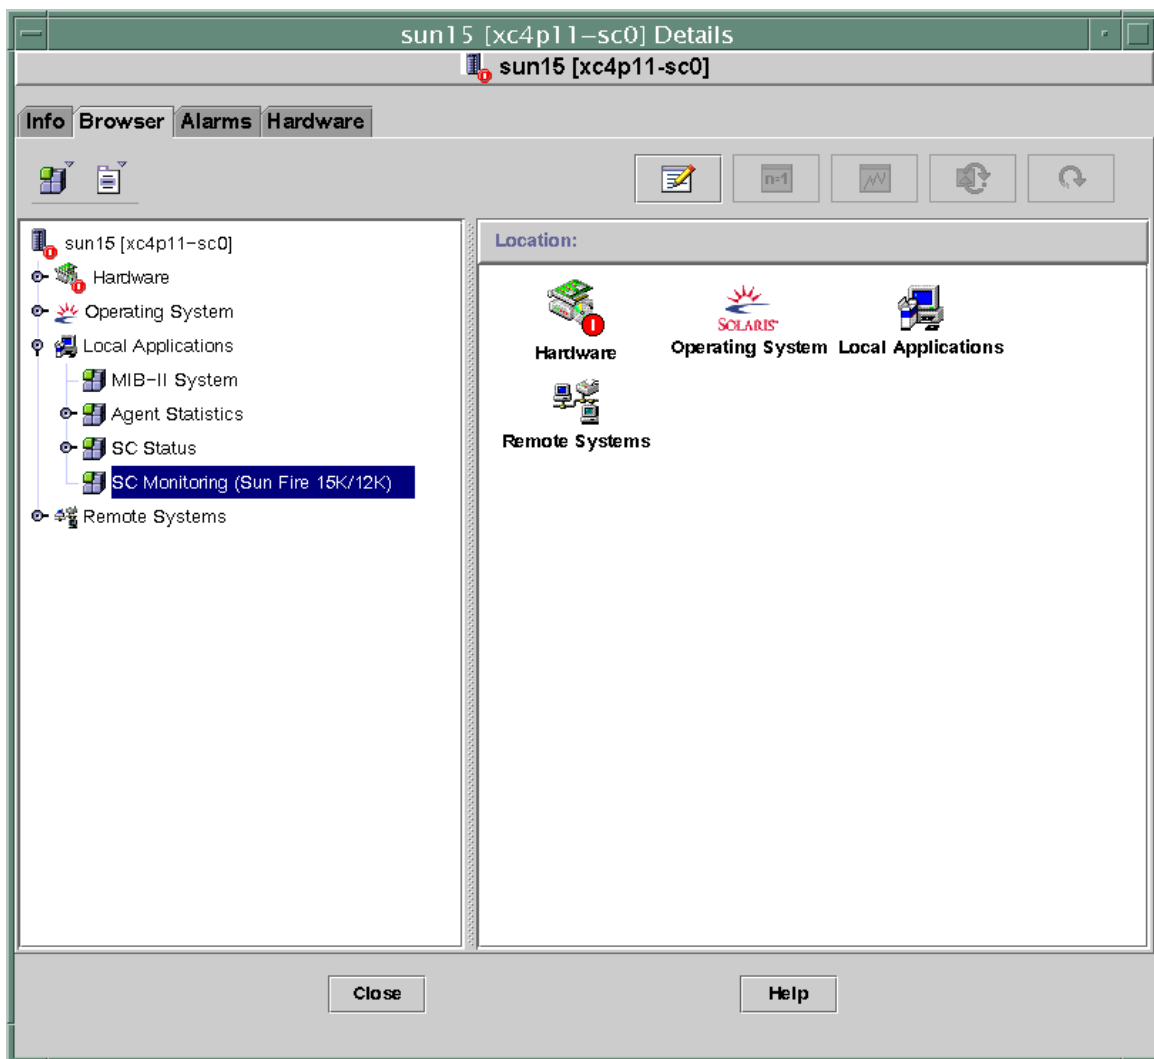 sun15 [xc4p11-sc0] Details
sun15 [xc4p11-sc0]
Info Browser Alarms Hardware
n=1
sun15 [xc4p11-sc0]
Hardware
Operating System
Local Applications
MIB-II System
Agent Statistics
SC Status
SC Monitoring (Sun Fire 15K/12K)
Remote Systems
Location:
SOLARIS
Hardware
Operating System
Local Applications
Remote Systems
Close
Help